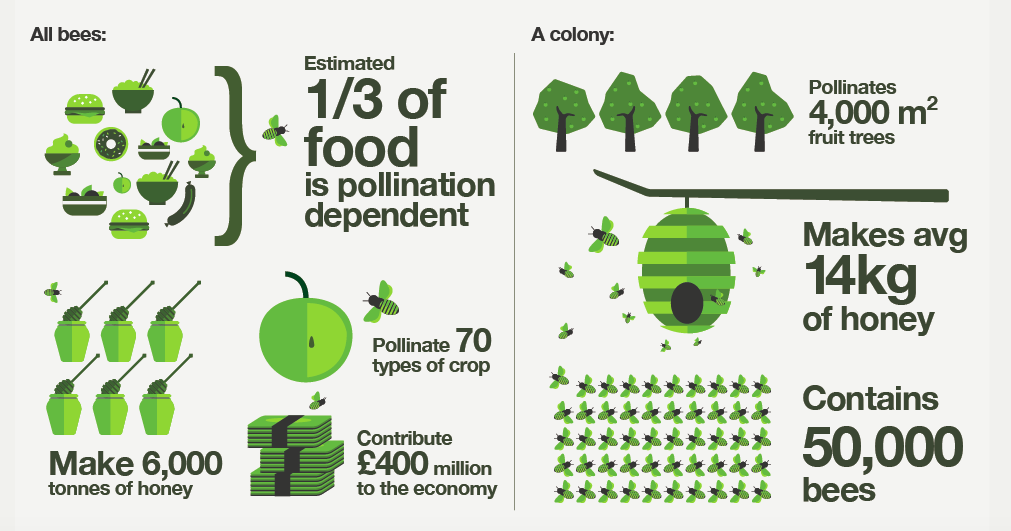 All bees:
Estimated
1/3 of
food
is pollination
dependent
Make 6,000
tonnes of honey
Pollinate 70
types of crop
Contribute
£400 million
to the economy
A colony:
Pollinates
4,000 m²
fruit trees
Makes avg
14kg
of honey
Contains
50,000
bees